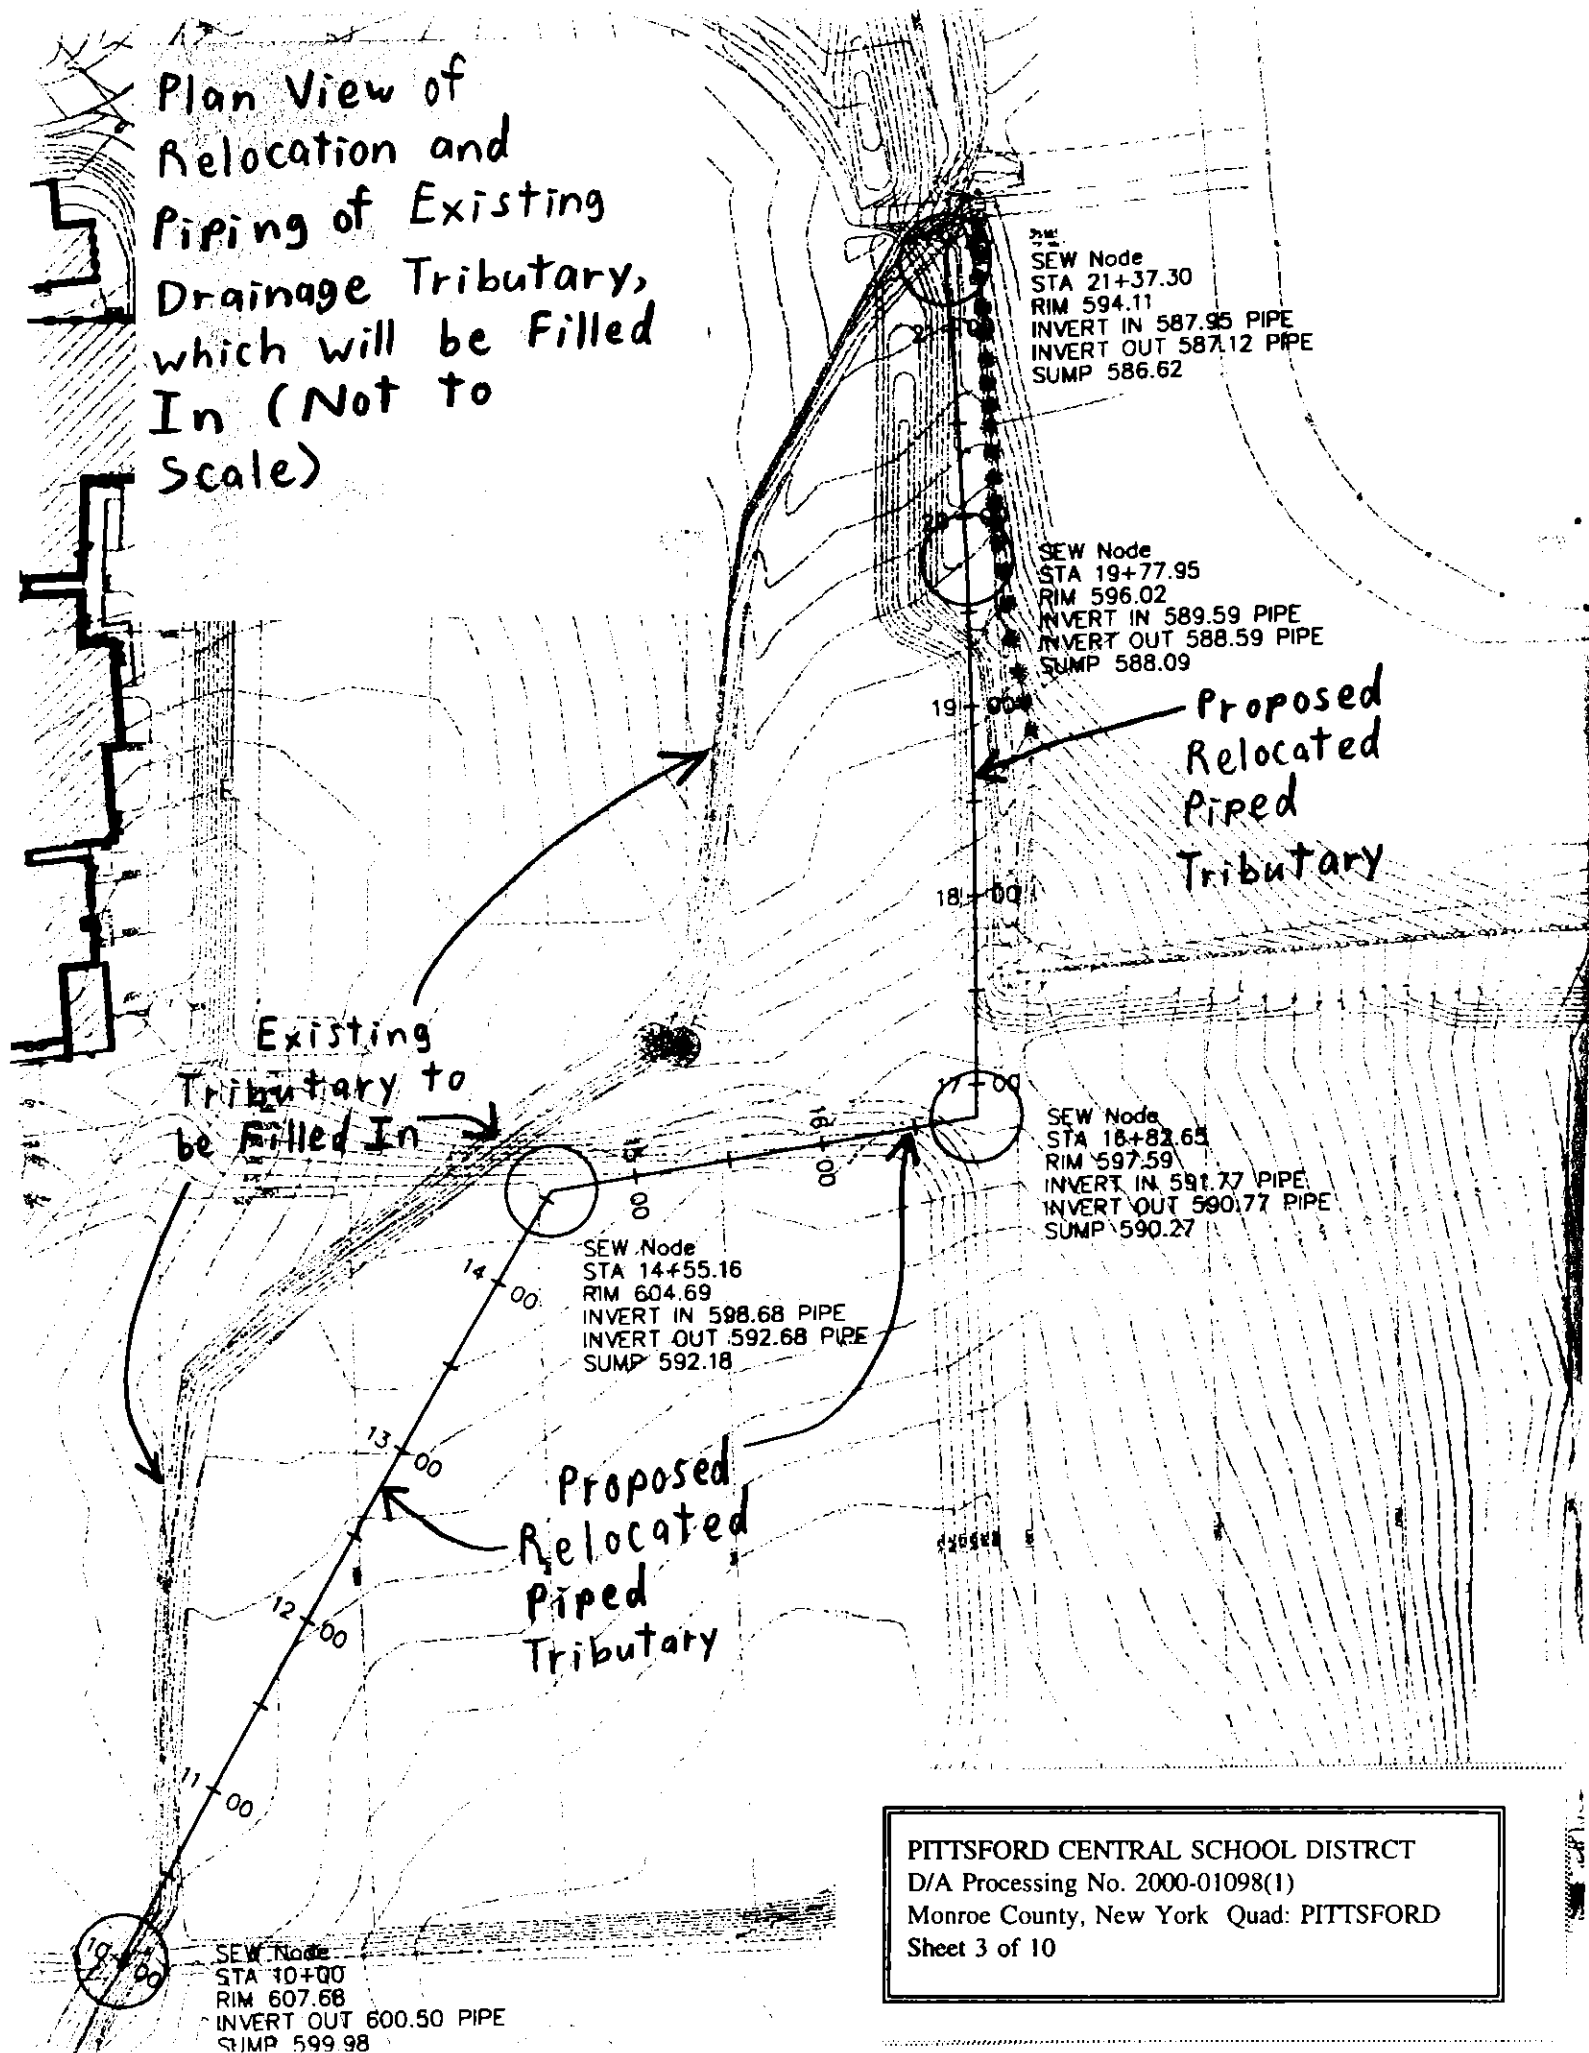 Plan View of
Relocation and
Piping of Existing
Drainage Tributary,
which will be Filled
In (Not to
Scale)
SEW Node
STA 21+37.30
RIM 594.11
INVERT IN 587.95 PIPE
INVERT OUT 587.12 PIPE
SUMP 586.62
SEW Node
STA 19+77.95
RIM 596.02
INVERT IN 589.59 PIPE
INVERT OUT 588.59 PIPE
SUMP 588.09
19 00
Proposed
Relocated
Piped
Tributary
18 00
Existing
Tributary to
be Filled In
17 00
16 00
00
SEW Node
STA 16+82.65
RIM 597.59
INVERT IN 591.77 PIPE
INVERT OUT 590.77 PIPE
SUMP 590.27
SEW Node
STA 14+55.16
RIM 604.69
INVERT IN 598.68 PIPE
INVERT OUT 592.68 PIPE
SUMP 592.18
14 00
13 00
Proposed
Relocated
Piped
Tributary
12 00
11 00
10 00
SEW Node
STA 10+00
RIM 607.68
INVERT OUT 600.50 PIPE
SUMP 599.98
PITTSFORD CENTRAL SCHOOL DISTRCT
D/A Processing No. 2000-01098(1)
Monroe County, New York Quad: PITTSFORD
Sheet 3 of 10